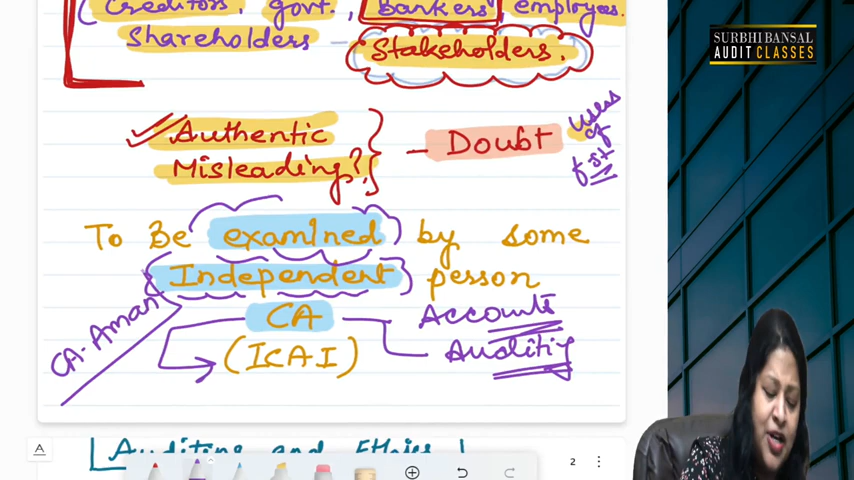 (Creditors, govt, bankers, employees.
Shareholders - Stakeholders.
SURBHI BANSAL
AUDIT CLASSES
Authentic
Misleading?
- Doubt
users
of
f.st
To Be examined by some
Independent person
CA
(ICAI)
Accounts
Auditing
CA-Aman
Auditing and Ethics
A
2